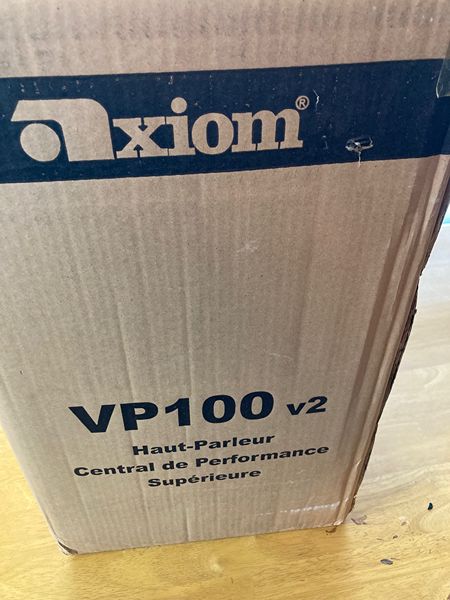 axiom®
VP100 v2
Haut-Parleur
Central de Performance
Supérieure